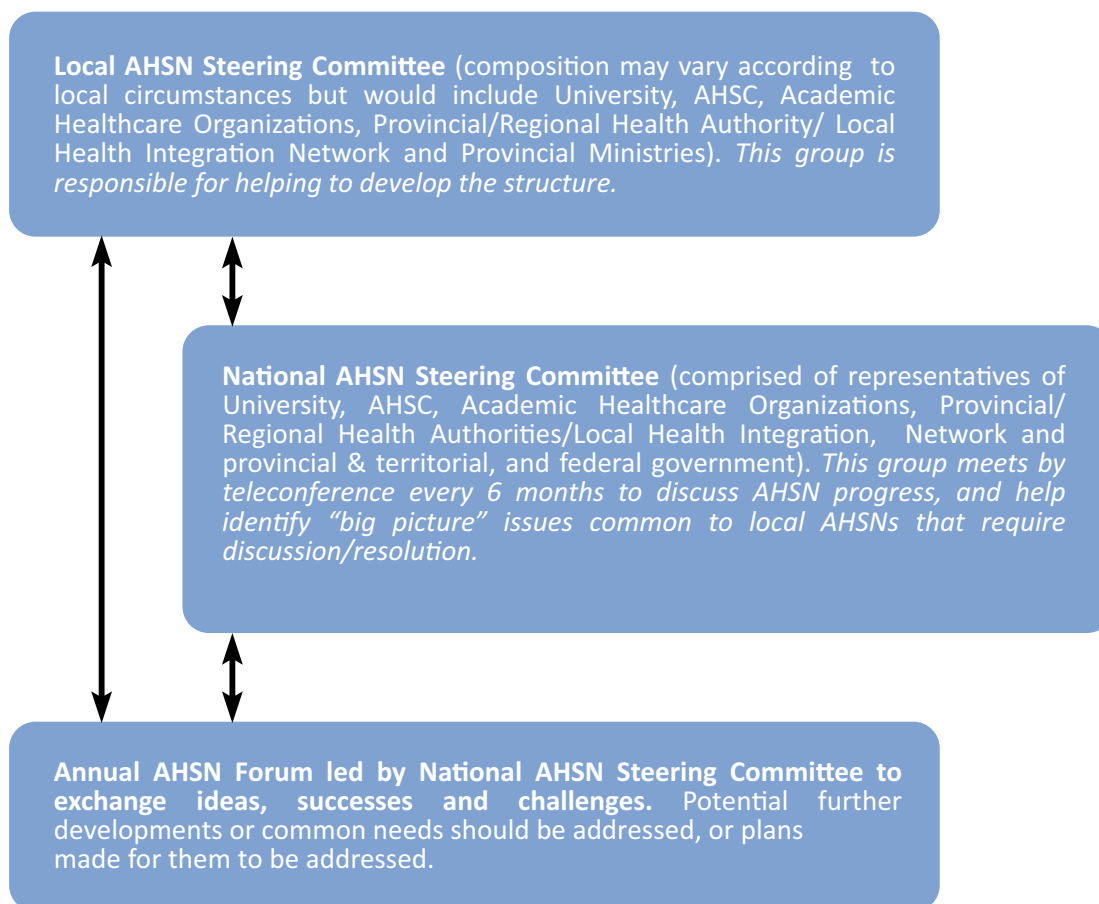 Local AHSN Steering Committee (composition may vary according to
local circumstances but would include University, AHSC, Academic
Healthcare Organizations, Provincial/Regional Health Authority/ Local
Health Integration Network and Provincial Ministries). This group is
responsible for helping to develop the structure.
National AHSN Steering Committee (comprised of representatives of
University, AHSC, Academic Healthcare Organizations, Provincial/
Regional Health Authorities/Local Health Integration, Network and
provincial & territorial, and federal government). This group meets by
teleconference every 6 months to discuss AHSN progress, and help
identify “big picture” issues common to local AHSNs that require
discussion/resolution.
Annual AHSN Forum led by National AHSN Steering Committee to
exchange ideas, successes and challenges. Potential further
developments or common needs should be addressed, or plans
made for them to be addressed.